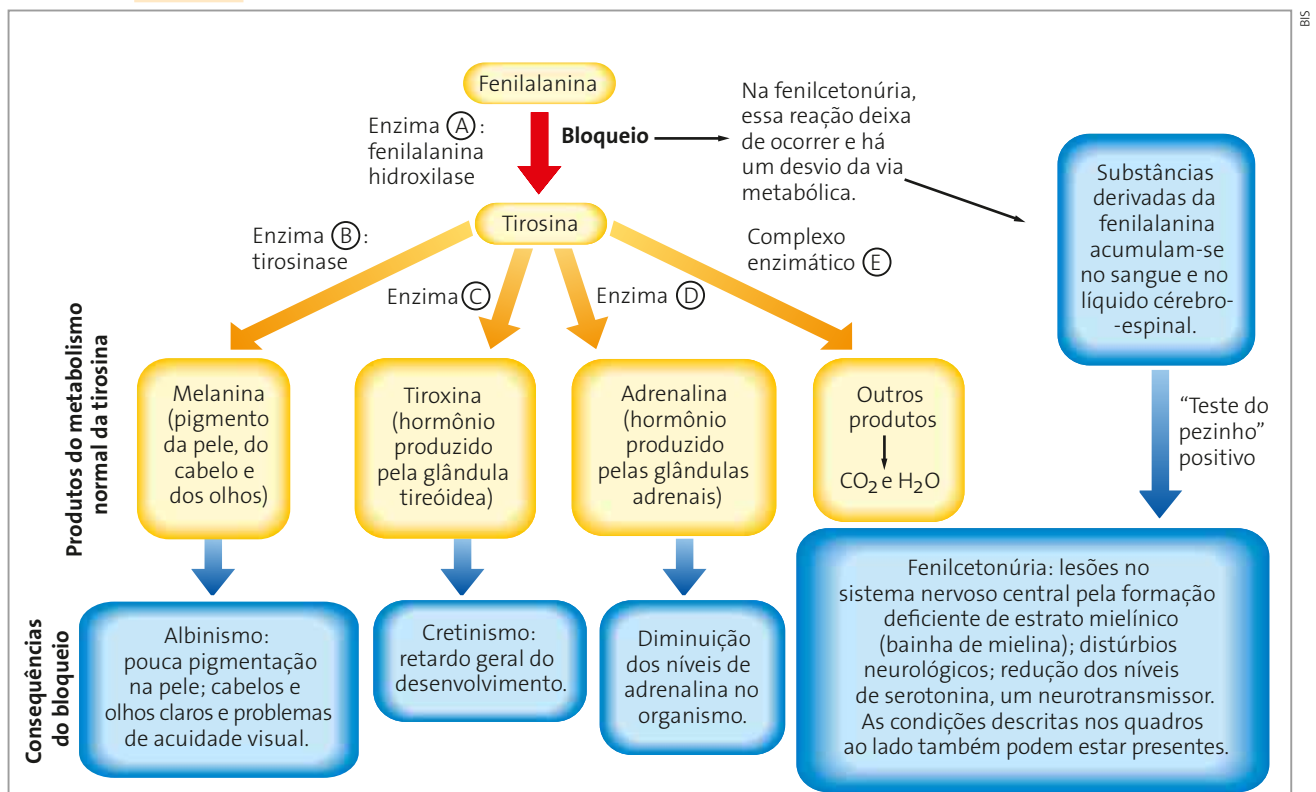 BIS
Fenilalanina
Enzima Ⓐ:
fenilalanina
hidroxilase
Bloqueio
Na fenilcetonúria,
essa reação deixa
de ocorrer e há
um desvio da via
metabólica.
Substâncias
derivadas da
fenilalanina
acumulam-se
no sangue e no
líquido cérebro-
-espinal.
Tirosina
Enzima Ⓑ:
tirosinase
Enzima Ⓒ
Enzima Ⓓ
Complexo
enzimático Ⓔ
Produtos do metabolismo
normal da tirosina
Melanina
(pigmento
da pele, do
cabelo e
dos olhos)
Tiroxina
(hormônio
produzido
pela glândula
tireóidea)
Adrenalina
(hormônio
produzido
pelas glândulas
adrenais)
Outros
produtos
CO₂ e H₂O
“Teste do
pezinho”
positivo
Consequências
do bloqueio
Albinismo:
pouca pigmentação
na pele; cabelos e
olhos claros e problemas
de acuidade visual.
Cretinismo:
retardo geral do
desenvolvimento.
Diminuição
dos níveis de
adrenalina no
organismo.
Fenilcetonúria: lesões no
sistema nervoso central pela formação
deficiente de estrato mielínico
(bainha de mielina); distúrbios
neurológicos; redução dos níveis
de serotonina, um neurotransmissor.
As condições descritas nos quadros
ao lado também podem estar presentes.